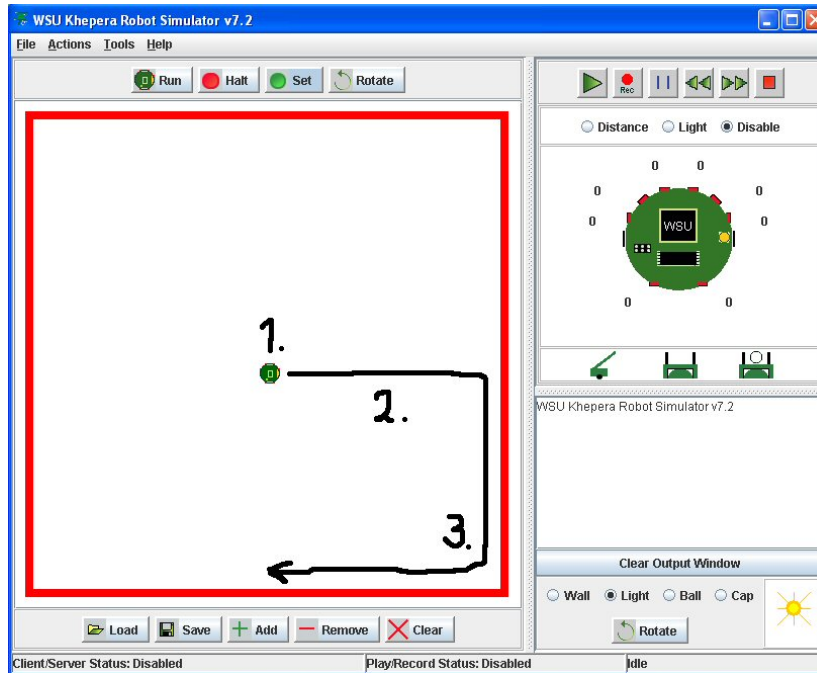 WSU Khepera Robot Simulator v7.2
File Actions Tools Help
Run Halt Set Rotate
Rec
Distance Light Disable
0 0
0 0
0 0
WSU
0 0
1.
2.
3.
WSU Khepera Robot Simulator v7.2
Clear Output Window
Wall Light Ball Cap
Rotate
Load Save Add Remove Clear
Client/Server Status: Disabled Play/Record Status: Disabled Idle